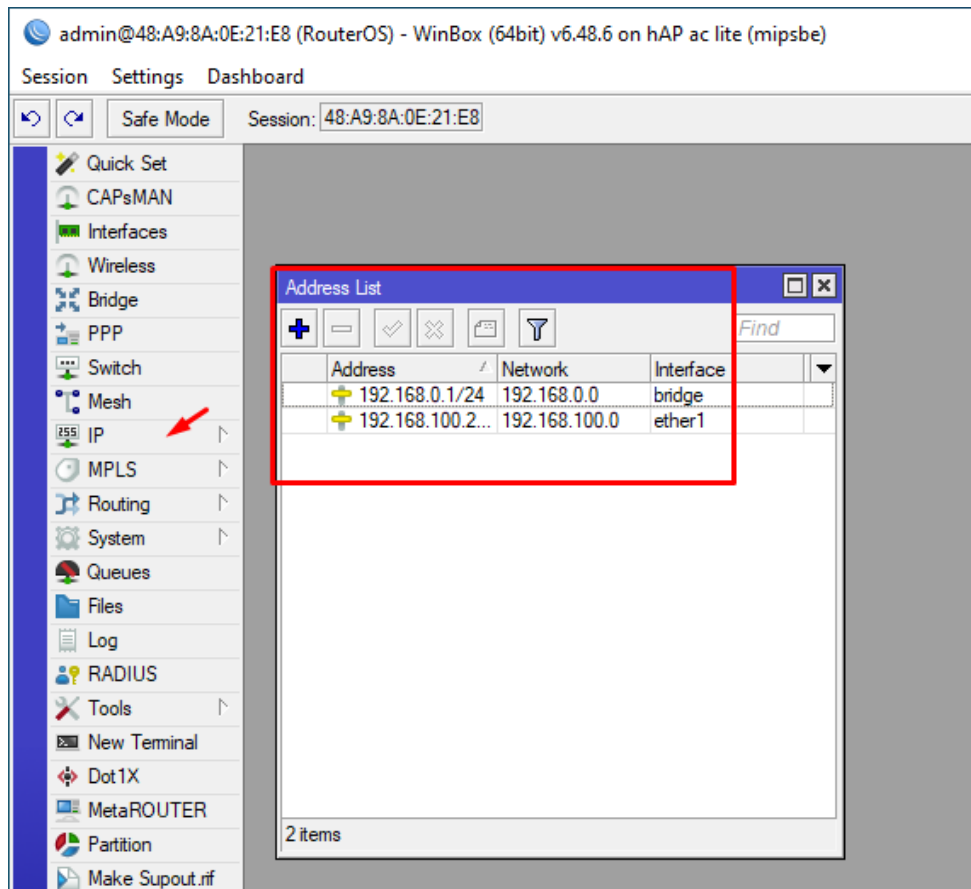 admin@48:A9:8A:0E:21:E8 (RouterOS) - WinBox (64bit) v6.48.6 on hAP ac lite (mipsbe)
Session Settings Dashboard
Safe Mode Session: 48:A9:8A:0E:21:E8
Quick Set
CAPsMAN
Interfaces
Wireless
Bridge
PPP
Switch
Mesh
255 IP
MPLS
Routing
System
Queues
Files
Log
RADIUS
Tools
New Terminal
Dot1X
MetaROUTER
Partition
Make Supout.rif
Address List
Find
Address Network Interface
192.168.0.1/24 192.168.0.0 bridge
192.168.100.2... 192.168.100.0 ether1
2 items